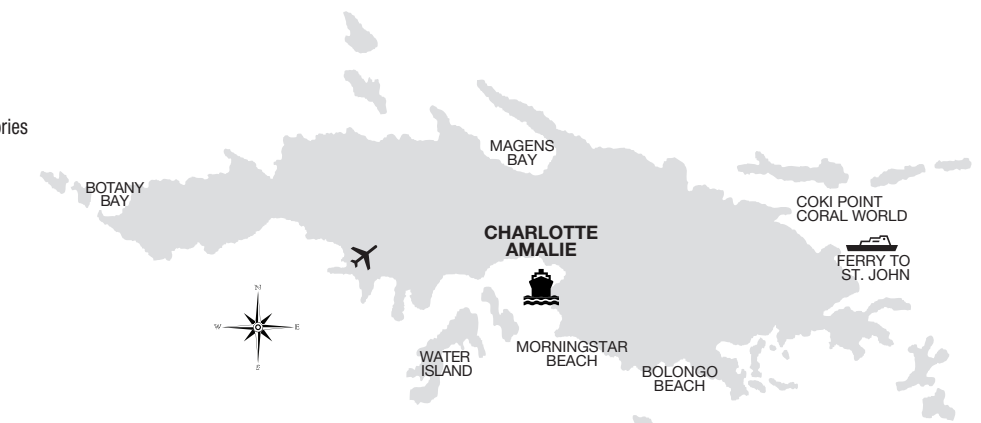 ries
MAGENS
BAY
BOTANY
BAY
COKI POINT
CORAL WORLD
CHARLOTTE
AMALIE
FERRY TO
ST. JOHN
N
W
E
S
WATER
ISLAND
MORNINGSTAR
BEACH
BOLONGO
BEACH